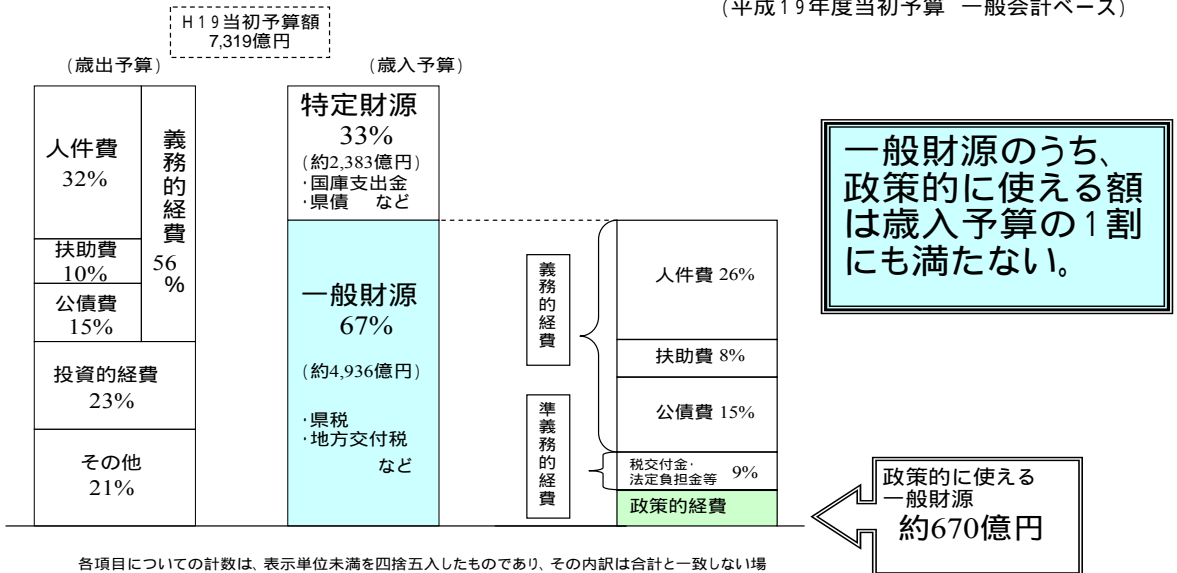 (平成19年度当初予算 一般会計ベース)
H19当初予算額
7,319億円
(歳出予算)
(歳入予算)
人件費
32%
扶助費
10%
公債費
15%
義務的経費
56
%
投資的経費
23%
その他
21%
特定財源
33%
(約2,383億円)
・国庫支出金
・県債 など
一般財源
67%
(約4,936億円)
・県税
・地方交付税
など
義務的経費
準義務的経費
人件費 26%
扶助費 8%
公債費 15%
税交付金・
法定負担金等 9%
政策的経費
一般財源のうち、
政策的に使える額
は歳入予算の1割
にも満たない。
政策的に使える
一般財源
約670億円
各項目についての計数は、表示単位未満を四捨五入したものであり、その内訳は合計と一致しない場